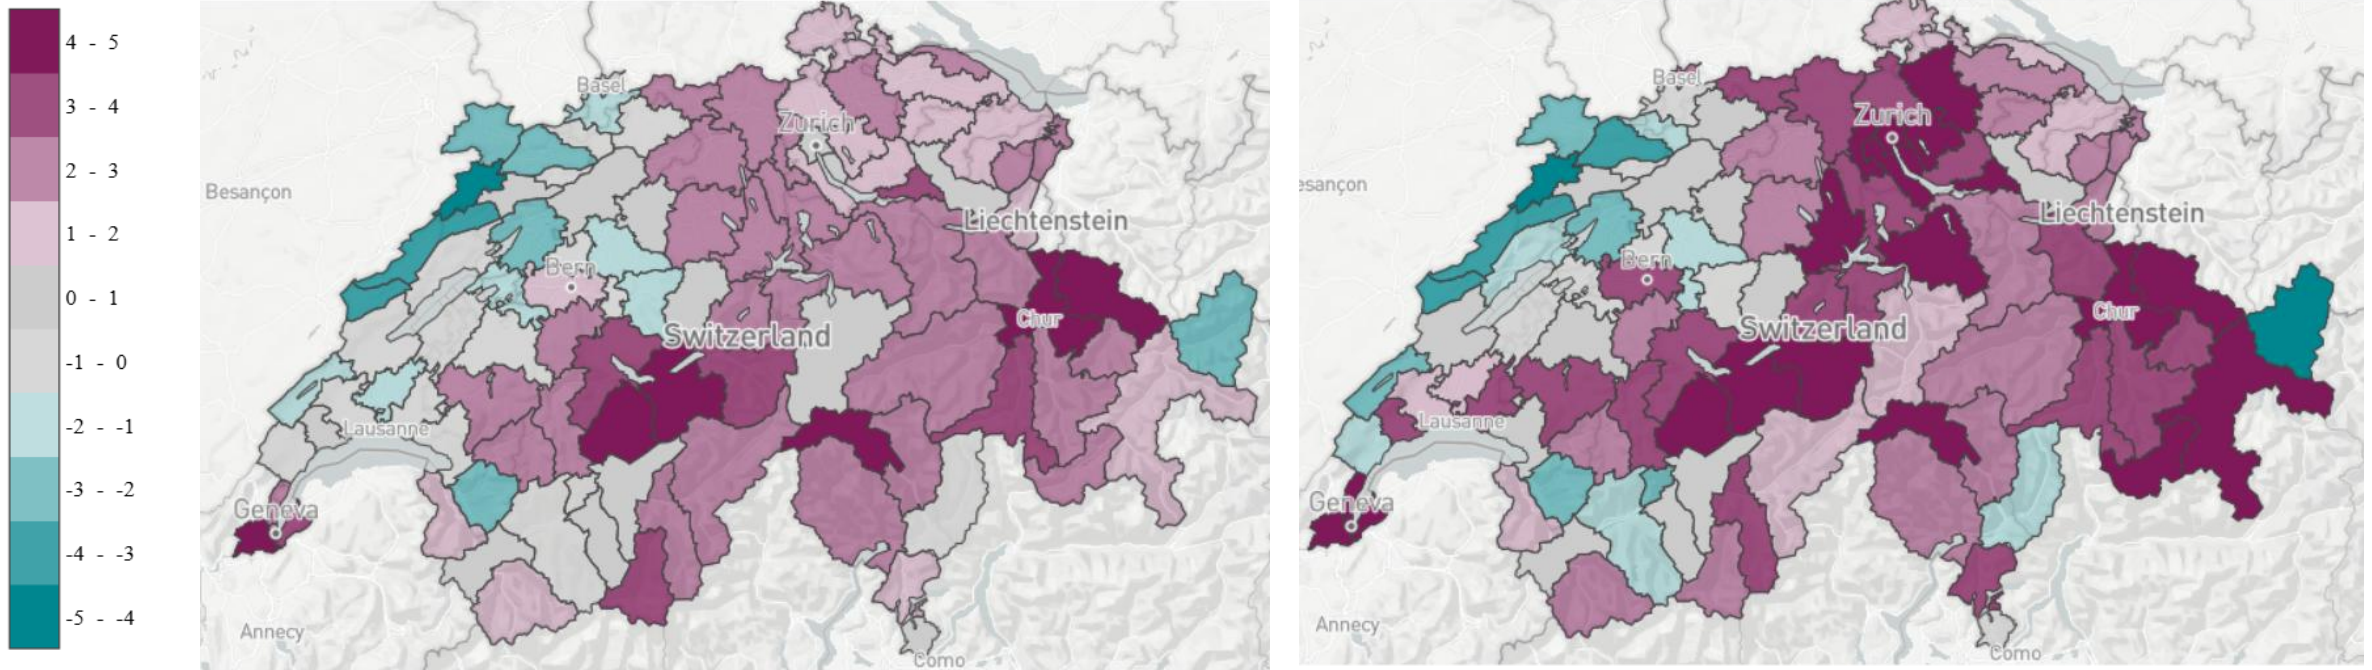 4 - 5
3 - 4
2 - 3
1 - 2
0 - 1
-1 - 0
-2 - -1
-3 - -2
-4 - -3
-5 - -4
Basel
Zurich
Besançon
Liechtenstein
Bern
Chur
Switzerland
Lausanne
Geneva
Annecy
Como
Basel
Zurich
esançon
Liechtenstein
Bern
Chur
Switzerland
Lausanne
Geneva
Annecy
Como